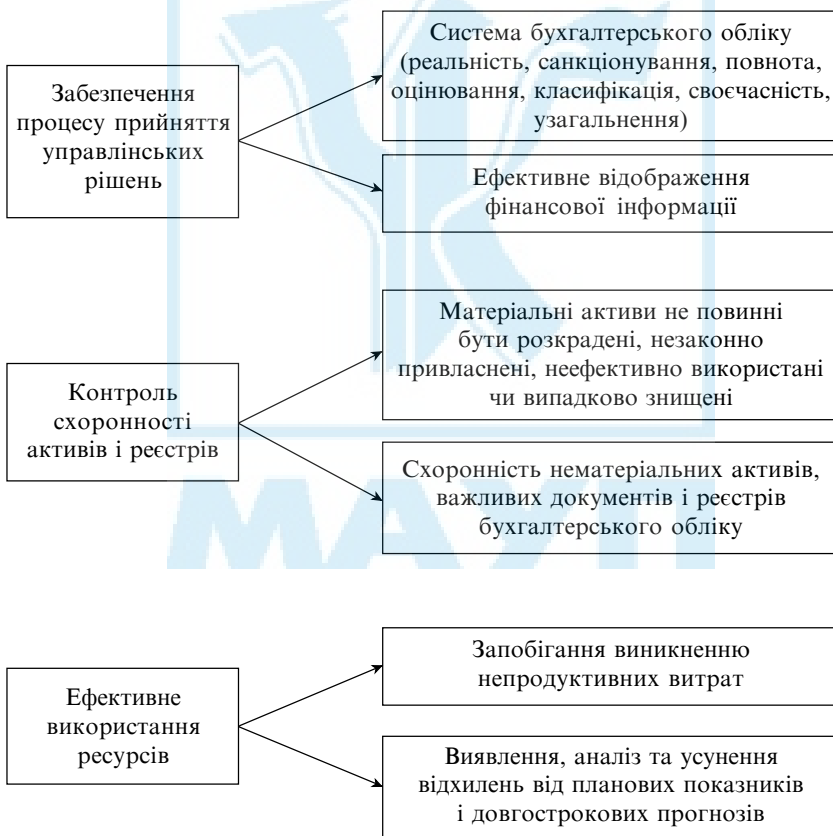 Забезпечення
процесу прийняття
управлінських
рішень
Система бухгалтерського обліку
(реальність, санкціонування, повнота,
оцінювання, класифікація, своєчасність,
узагальнення)
Ефективне відображення
фінансової інформації
Контроль
схоронності
активів і реєстрів
Матеріальні активи не повинні
бути розкрадені, незаконно
привласнені, неефективно використані
чи випадково знищені
Схоронність нематеріальних активів,
важливих документів і реєстрів
бухгалтерського обліку
МАУП
Ефективне
використання
ресурсів
Запобігання виникненню
непродуктивних витрат
Виявлення, аналіз та усунення
відхилень від планових показників
і довгострокових прогнозів